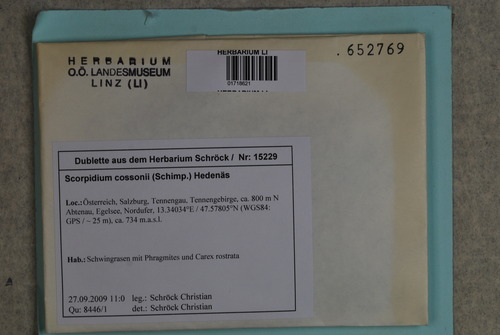 HERBARIUM
O.Ö. LANDESMUSEUM
LINZ (LI)
HERBARIUM LI
01718621
HERBARIUM LI
.652769
Dublette aus dem Herbarium Schröck / Nr: 15229
Scorpidium cossonii (Schimp.) Hedenäs
Loc.:Österreich, Salzburg, Tennengau, Tennengebirge, ca. 800 m N
Abtenau, Egelsee, Nordufer, 13.34034°E / 47.57805°N (WGS84:
GPS / ~ 25 m), ca. 734 m.a.s.l.
Hab.:Schwingrasen mit Phragmites und Carex rostrata
27.09.2009 11:0 leg.: Schröck Christian
Qu: 8446/1 det.: Schröck Christian